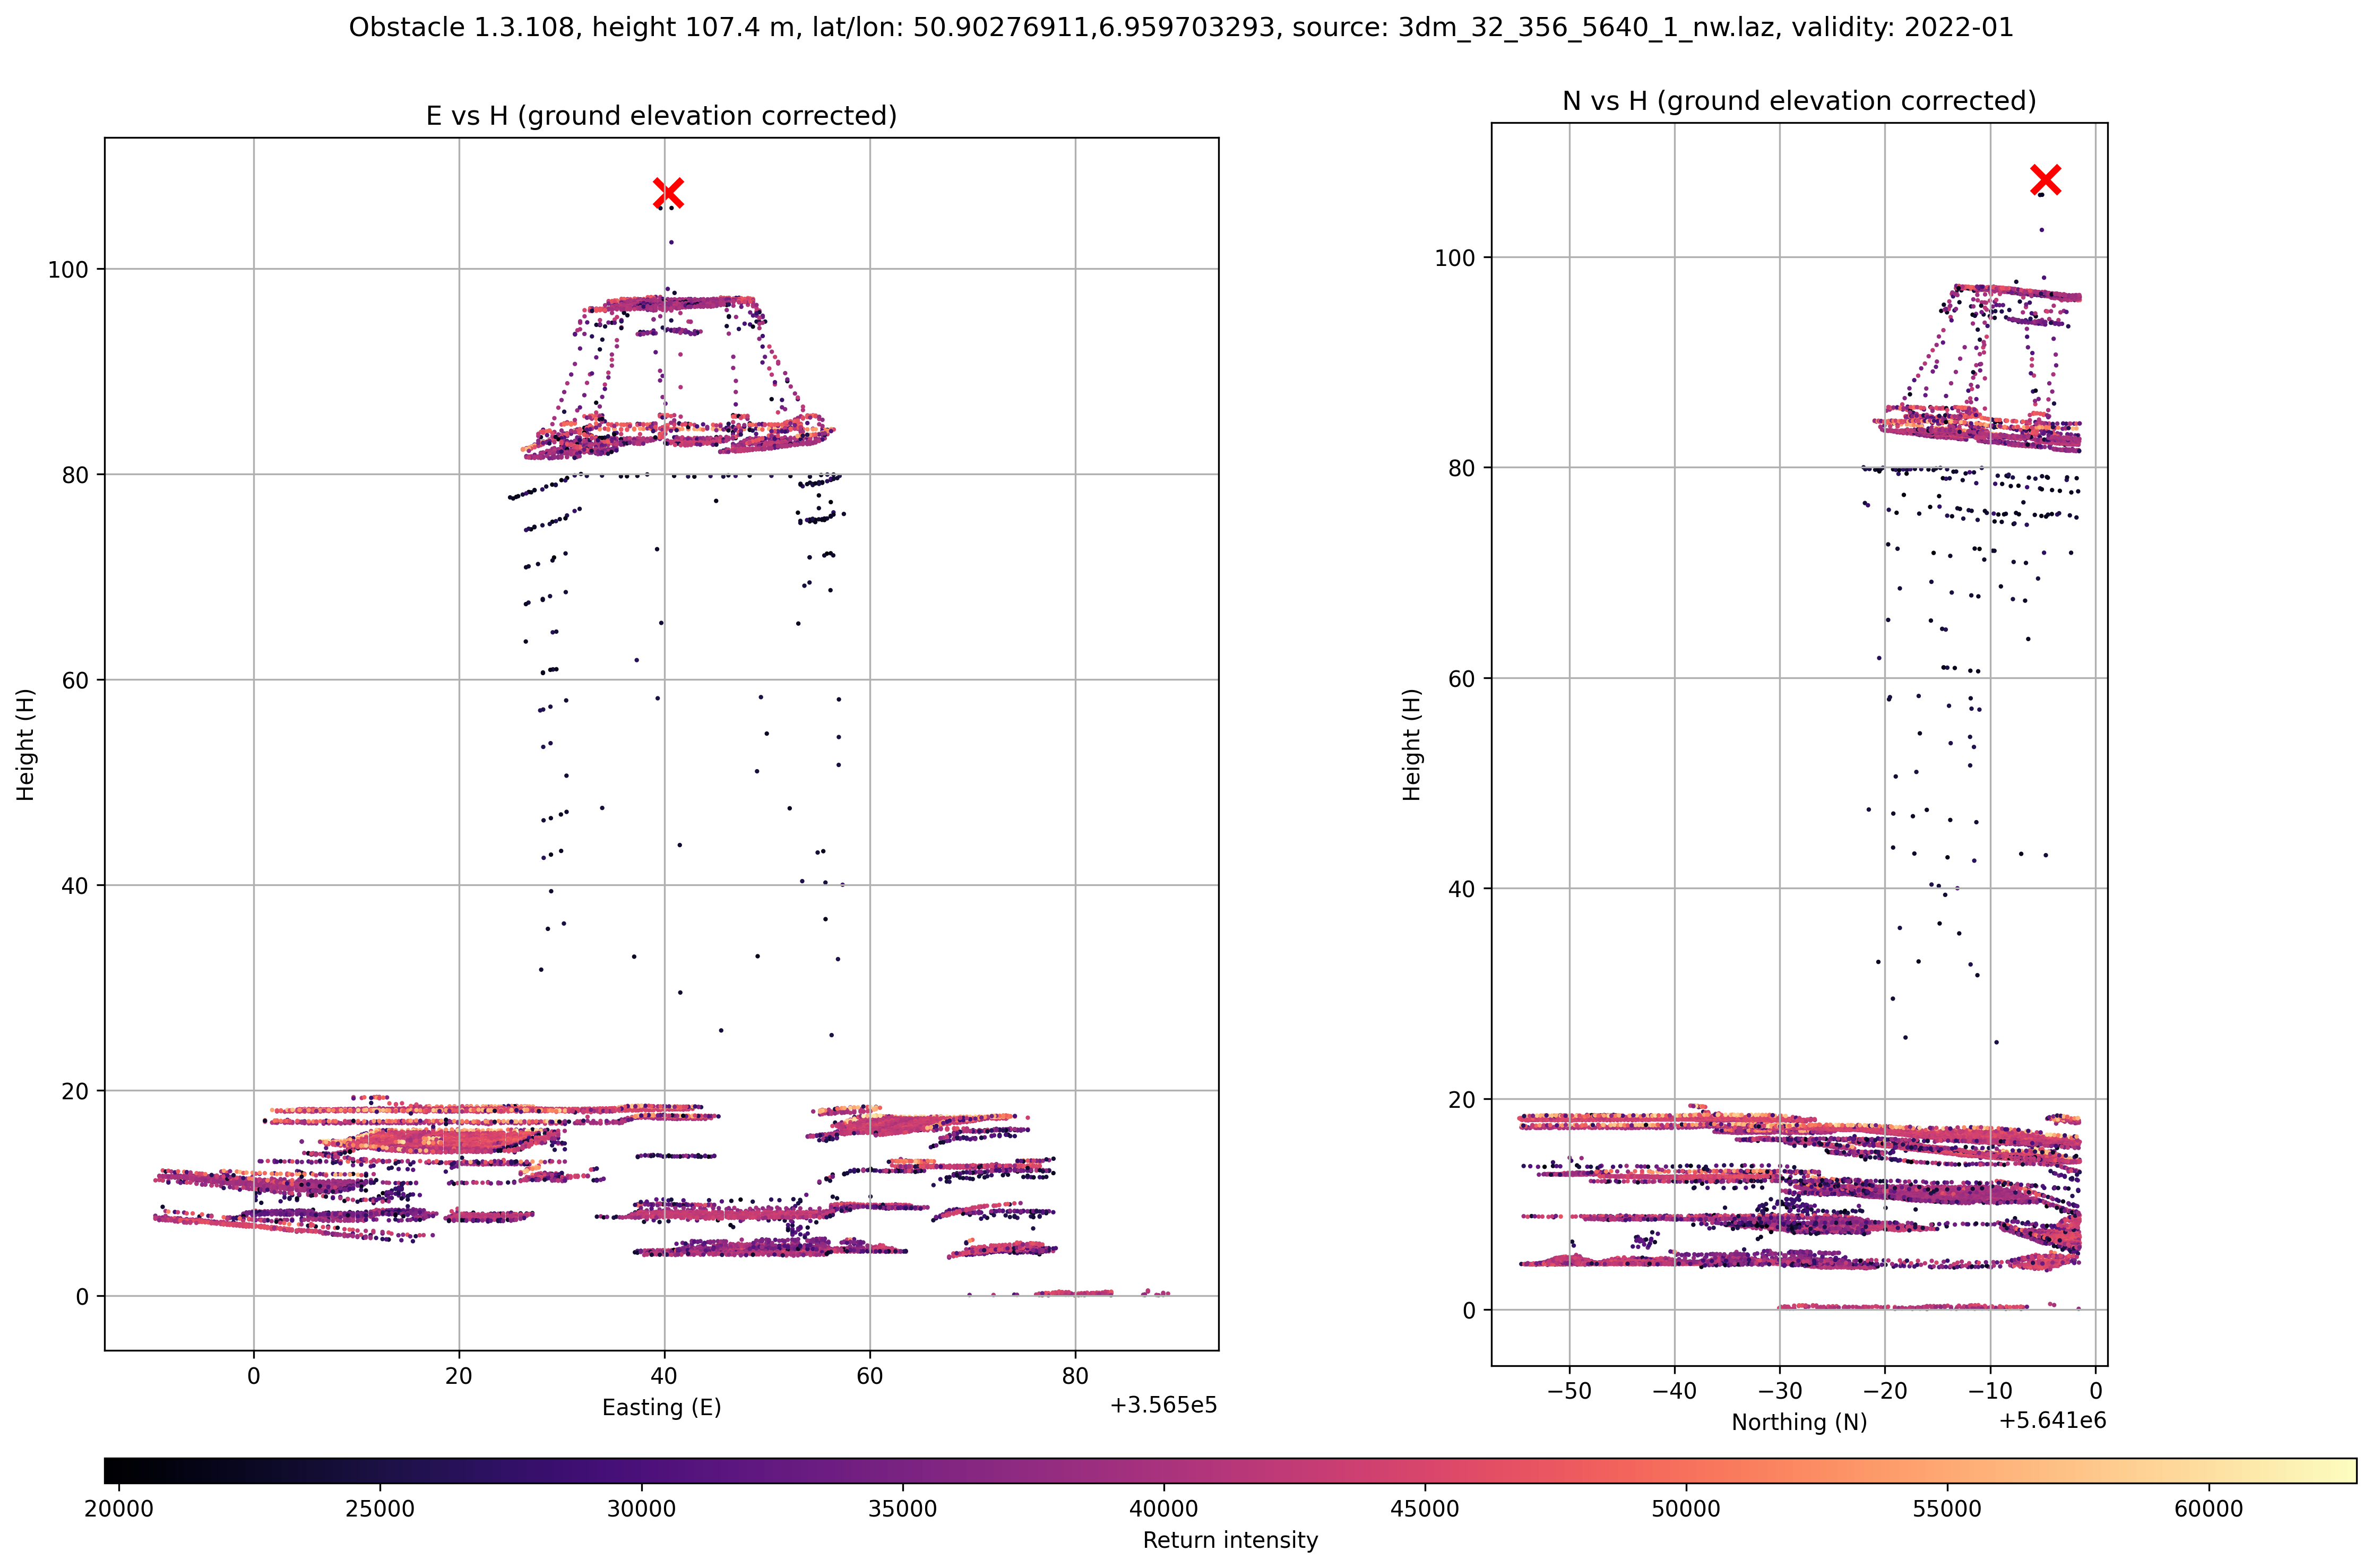 Obstacle 1.3.108, height 107.4 m, lat/lon: 50.90276911,6.959703293, source: 3dm_32_356_5640_1_nw.laz, validity: 2022-01
E vs H (ground elevation corrected)
100
80
60
40
20
0
Height (H)
0 20 40 60 80
Easting (E)
+3.565e5
N vs H (ground elevation corrected)
100
80
60
40
20
0
Height (H)
−50 −40 −30 −20 −10 0
Northing (N)
+5.641e6
20000 25000 30000 35000 40000 45000 50000 55000 60000
Return intensity